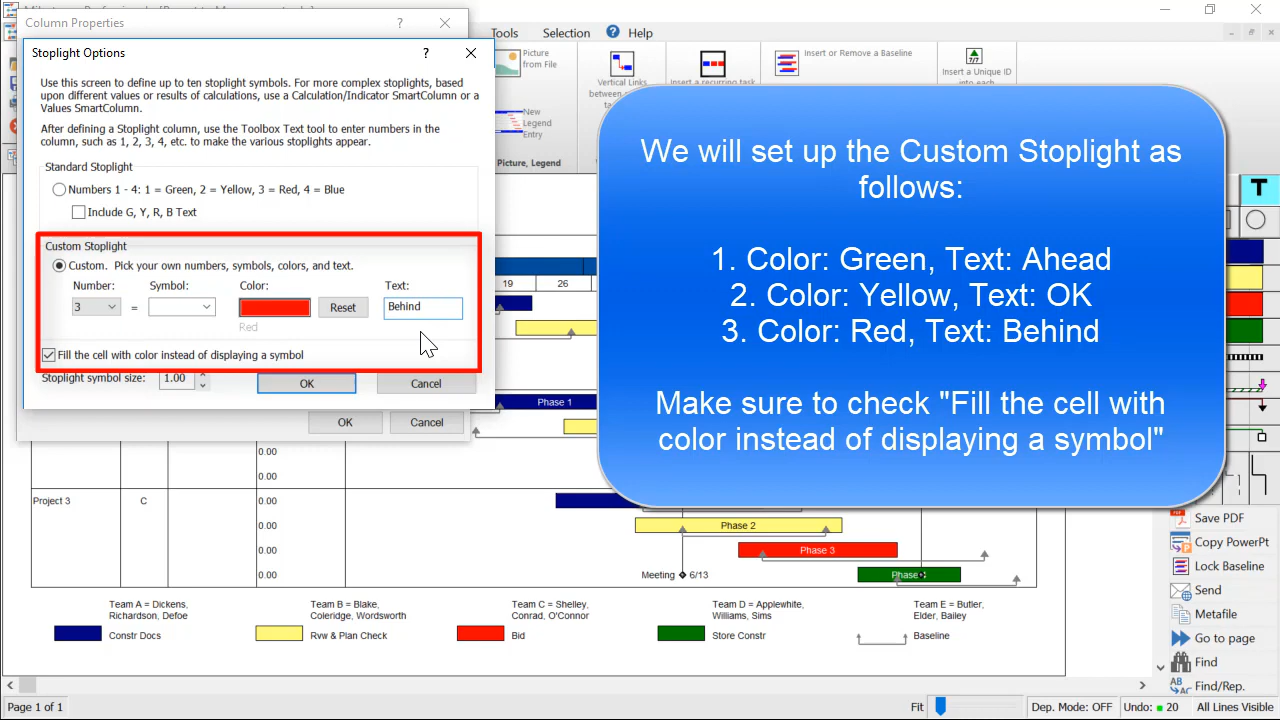 Column Properties
?
Tools
Selection
Help
Stoplight Options
?
Picture
from File
Insert or Remove a Baseline
Vertical Links
Insert a recurring task
Insert a Unique ID
New
Legend
Entry
Picture, Legend
Use this screen to define up to ten stoplight symbols. For more complex stoplights, based
upon different values or results of calculations, use a Calculation/Indicator SmartColumn or a
Values SmartColumn.
After defining a Stoplight column, use the Toolbox Text tool to enter numbers in the
column, such as 1, 2, 3, 4, etc. to make the various stoplights appear.
Standard Stoplight
Numbers 1 - 4: 1 = Green, 2 = Yellow, 3 = Red, 4 = Blue
Include G, Y, R, B Text
Custom Stoplight
Custom. Pick your own numbers, symbols, colors, and text.
Number:
Symbol:
Color:
Text:
3
=
Reset
Behind
Red
Fill the cell with color instead of displaying a symbol
Stoplight symbol size:
1.00
OK
Cancel
OK
Cancel
We will set up the Custom Stoplight as
follows:
1. Color: Green, Text: Ahead
2. Color: Yellow, Text: OK
3. Color: Red, Text: Behind
Make sure to check "Fill the cell with
color instead of displaying a symbol"
T
19
26
Phase 1
0.00
0.00
Project 3
C
0.00
0.00
Phase 2
0.00
Phase 3
0.00
Meeting
6/13
Team A = Dickens,
Richardson, Defoe
Team B = Blake,
Coleridge, Wordsworth
Team C = Shelley,
Conrad, O'Connor
Team D = Applewhite,
Williams, Sims
Team E = Butler,
Elder, Bailey
Constr Docs
Rvw & Plan Check
Bid
Store Constr
Baseline
Save PDF
Copy PowerPt
Lock Baseline
Send
Metafile
Go to page
Find
Find/Rep.
Page 1 of 1
Fit
Dep. Mode: OFF
Undo:
20
All Lines Visible